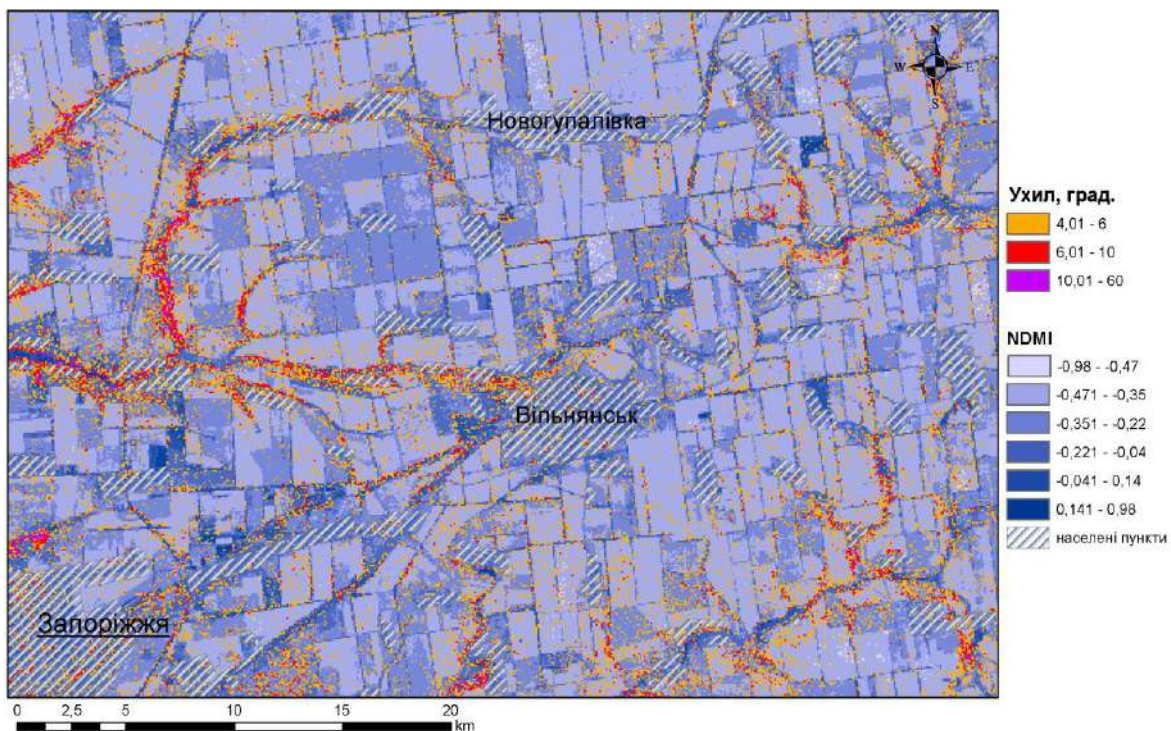 N
W E
S
Новогупалівка
Вільнянськ
Запоріжжя
Ухил, град.
4,01 - 6
6,01 - 10
10,01 - 60
NDMI
-0,98 - -0,47
-0,471 - -0,35
-0,351 - -0,22
-0,221 - -0,04
-0,041 - 0,14
0,141 - 0,98
населені пункти
0 2,5 5 10 15 20
km